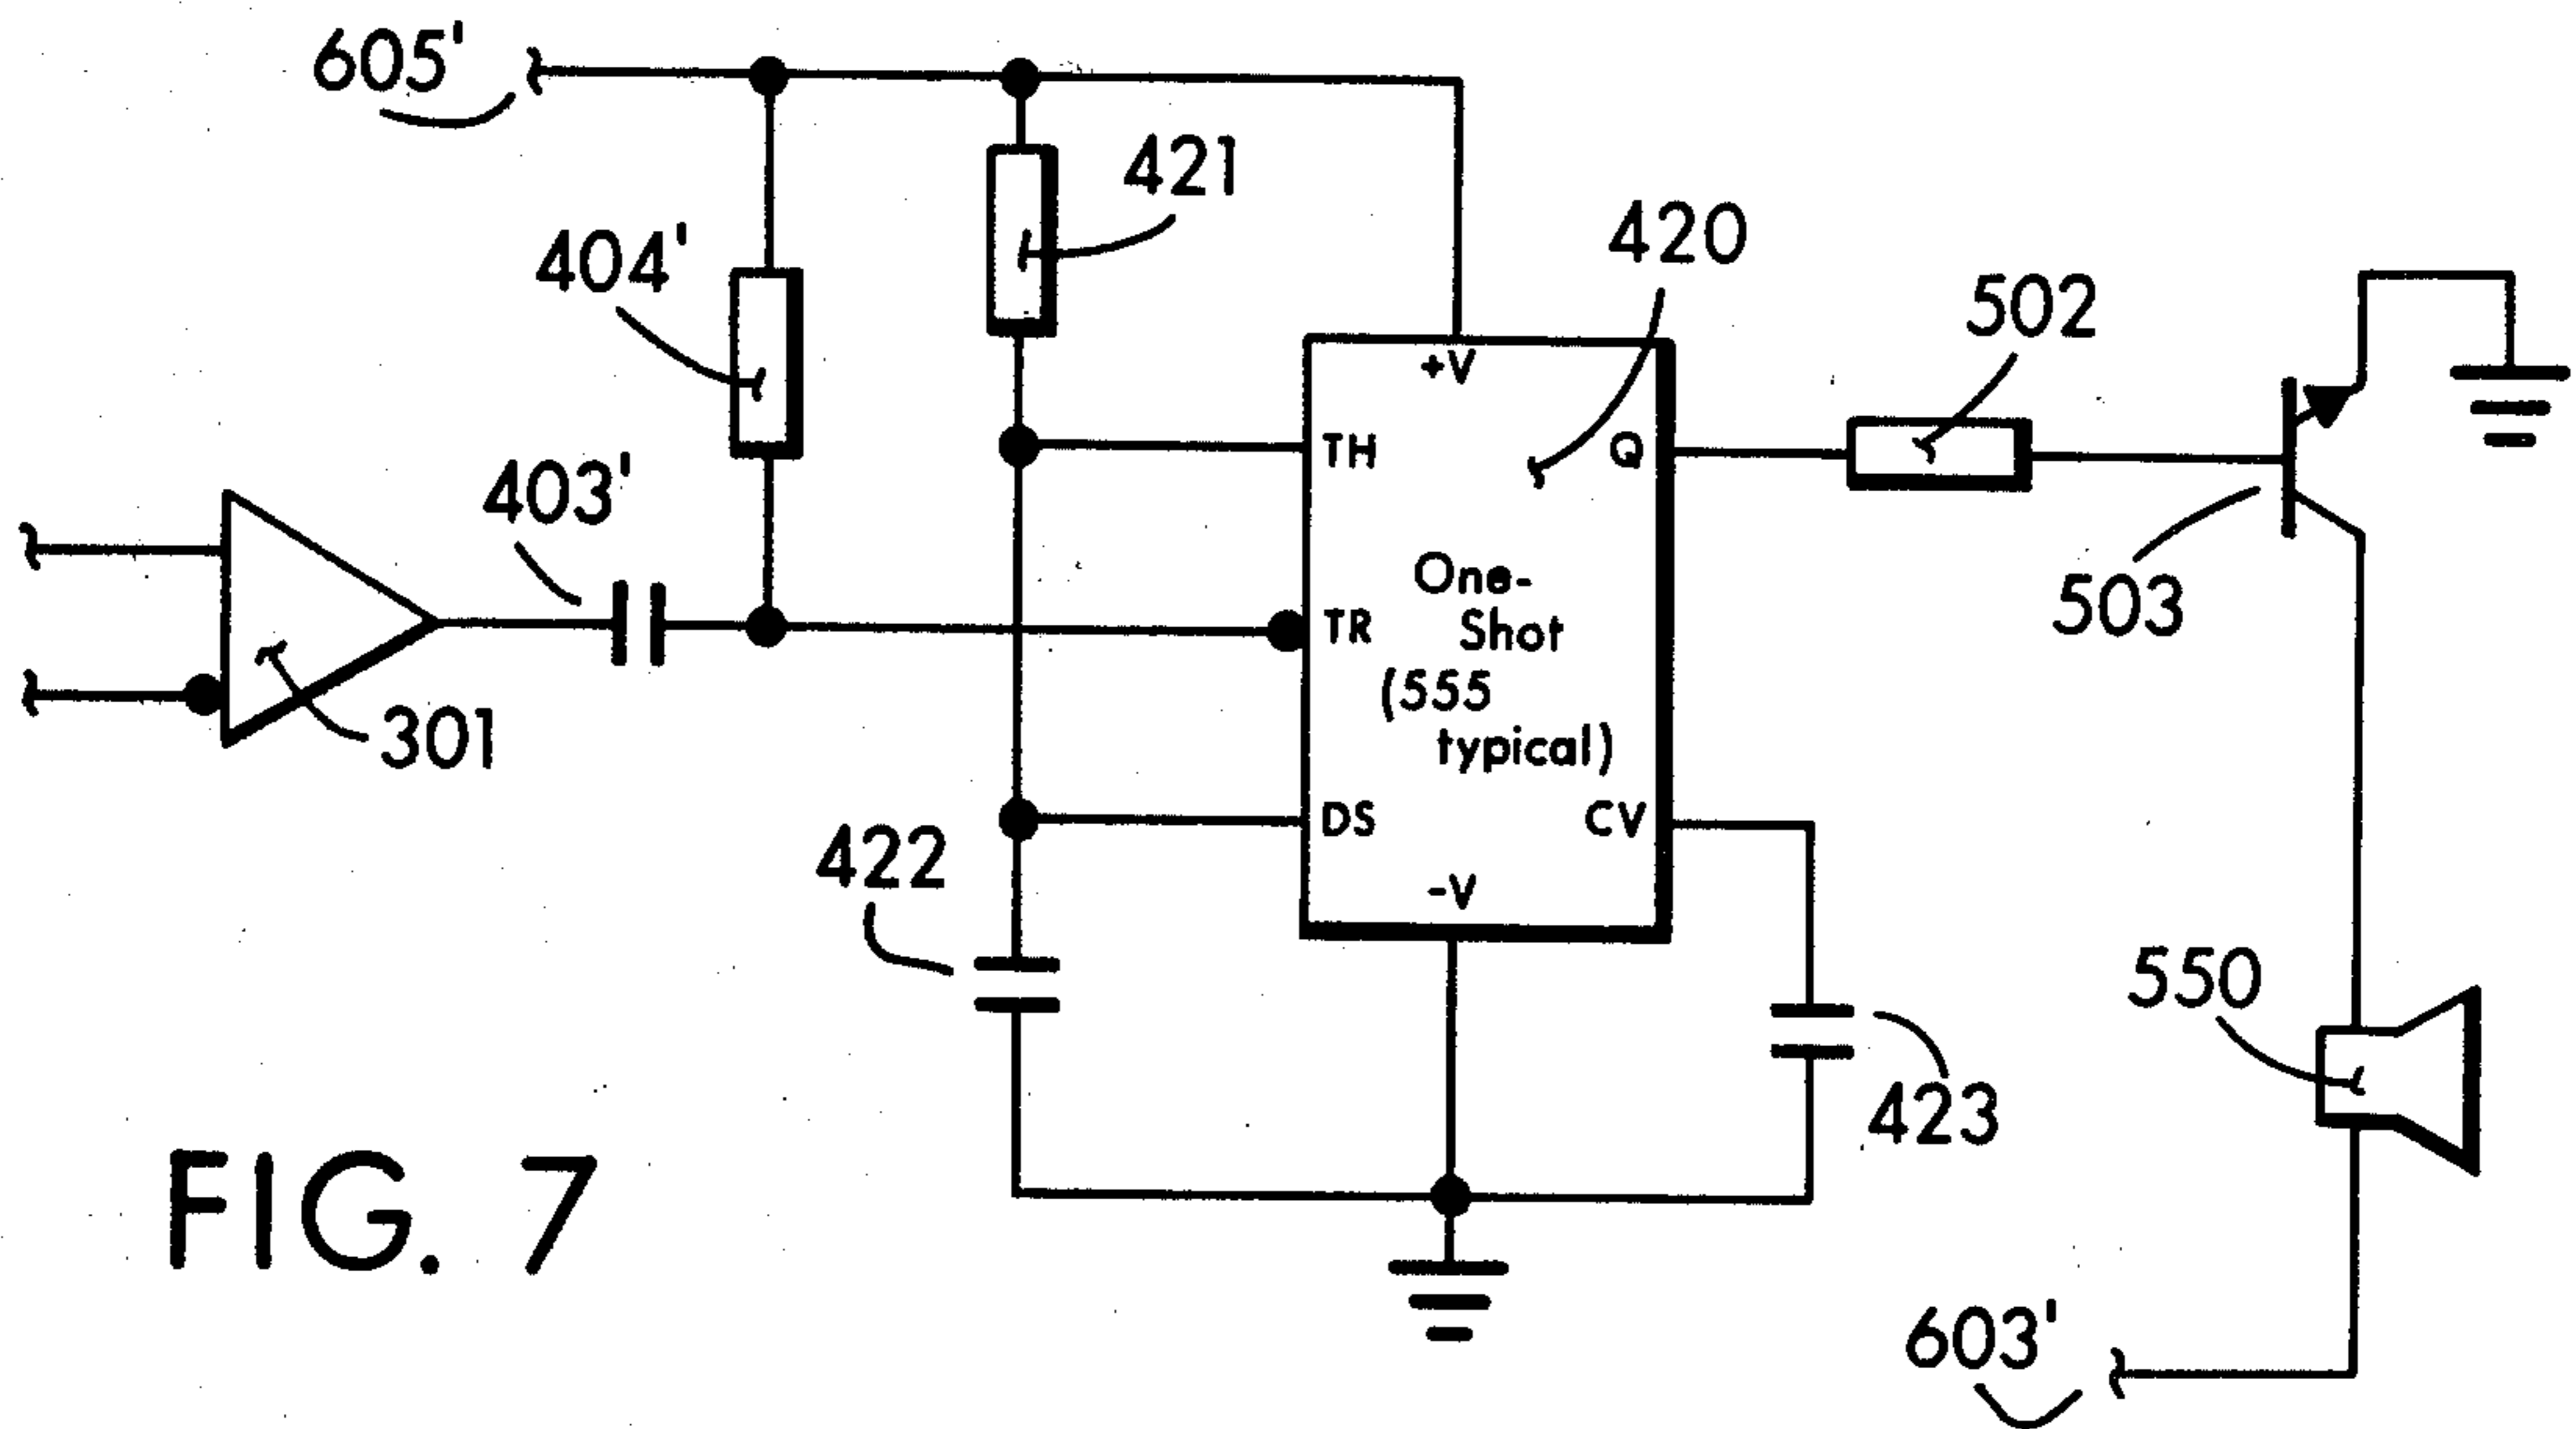 605'
421
404'
420
502
+V
403'
TH
Q
One-
Shot
TR
(555
typical)
503
301
DS
CV
422
-V
550
423
FIG. 7
603'